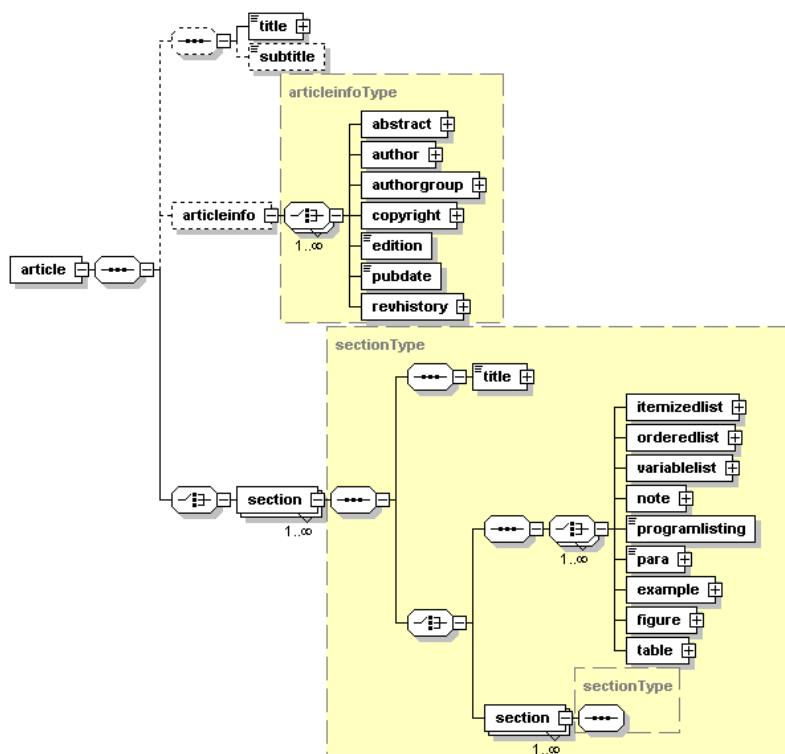 title
subtitle
articleinfoType
abstract
author
authorgroup
articleinfo
copyright
1..∞
edition
article
pubdate
revhistory
sectionType
title
itemizedlist
orderedlist
variablelist
section
note
1..∞
programlisting
1..∞
para
example
figure
table
sectionType
section
1..∞